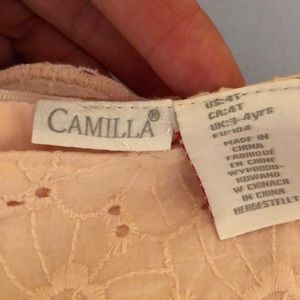 CAMILLA®
US:4T
CA:4T
UK:3-4yrs
EU:104
MADE IN
CHINA
FABRIQUÉ
EN CHINE
WYPRODU-
KOWANO
W CHINACH
IN CHINA
HERGESTELLT